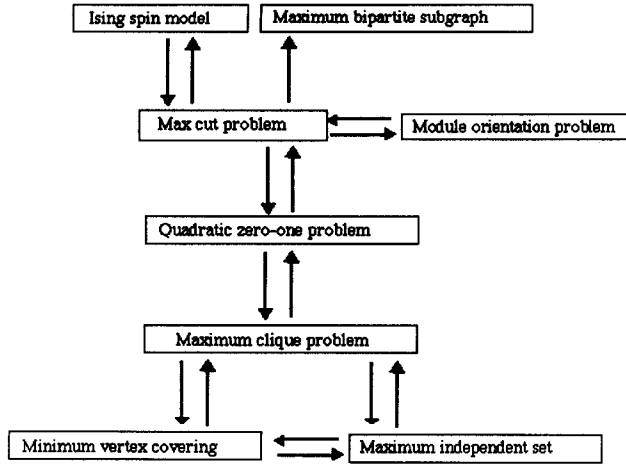 Ising spin model
Maximum bipartite subgraph
Max cut problem
Module orientation problem
Quadratic zero-one problem
Maximum clique problem
Minimum vertex covering
Maximum independent set